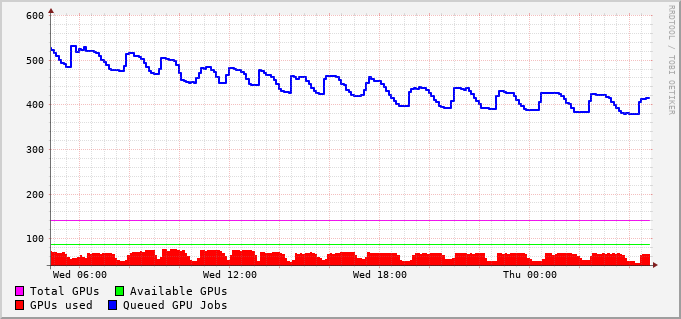 600
500
400
300
200
100
Wed 06:00 Wed 12:00 Wed 18:00 Thu 00:00
Total GPUs Available GPUs
GPUs used Queued GPU Jobs
RRDTOOL / TOBI OETIKER